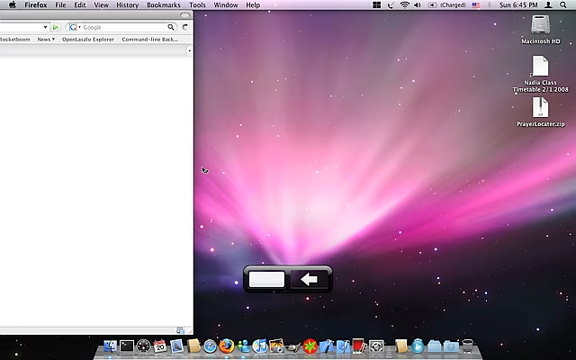 Firefox File Edit View History Bookmarks Tools Window Help (Charged) Sun 6:45 PM
Google
Rocketboom News OpenLaszlo Explorer Command-line Back...
Macintosh HD
Nadia Class
Timetable 2/1 2008
PrayerLocater.zip